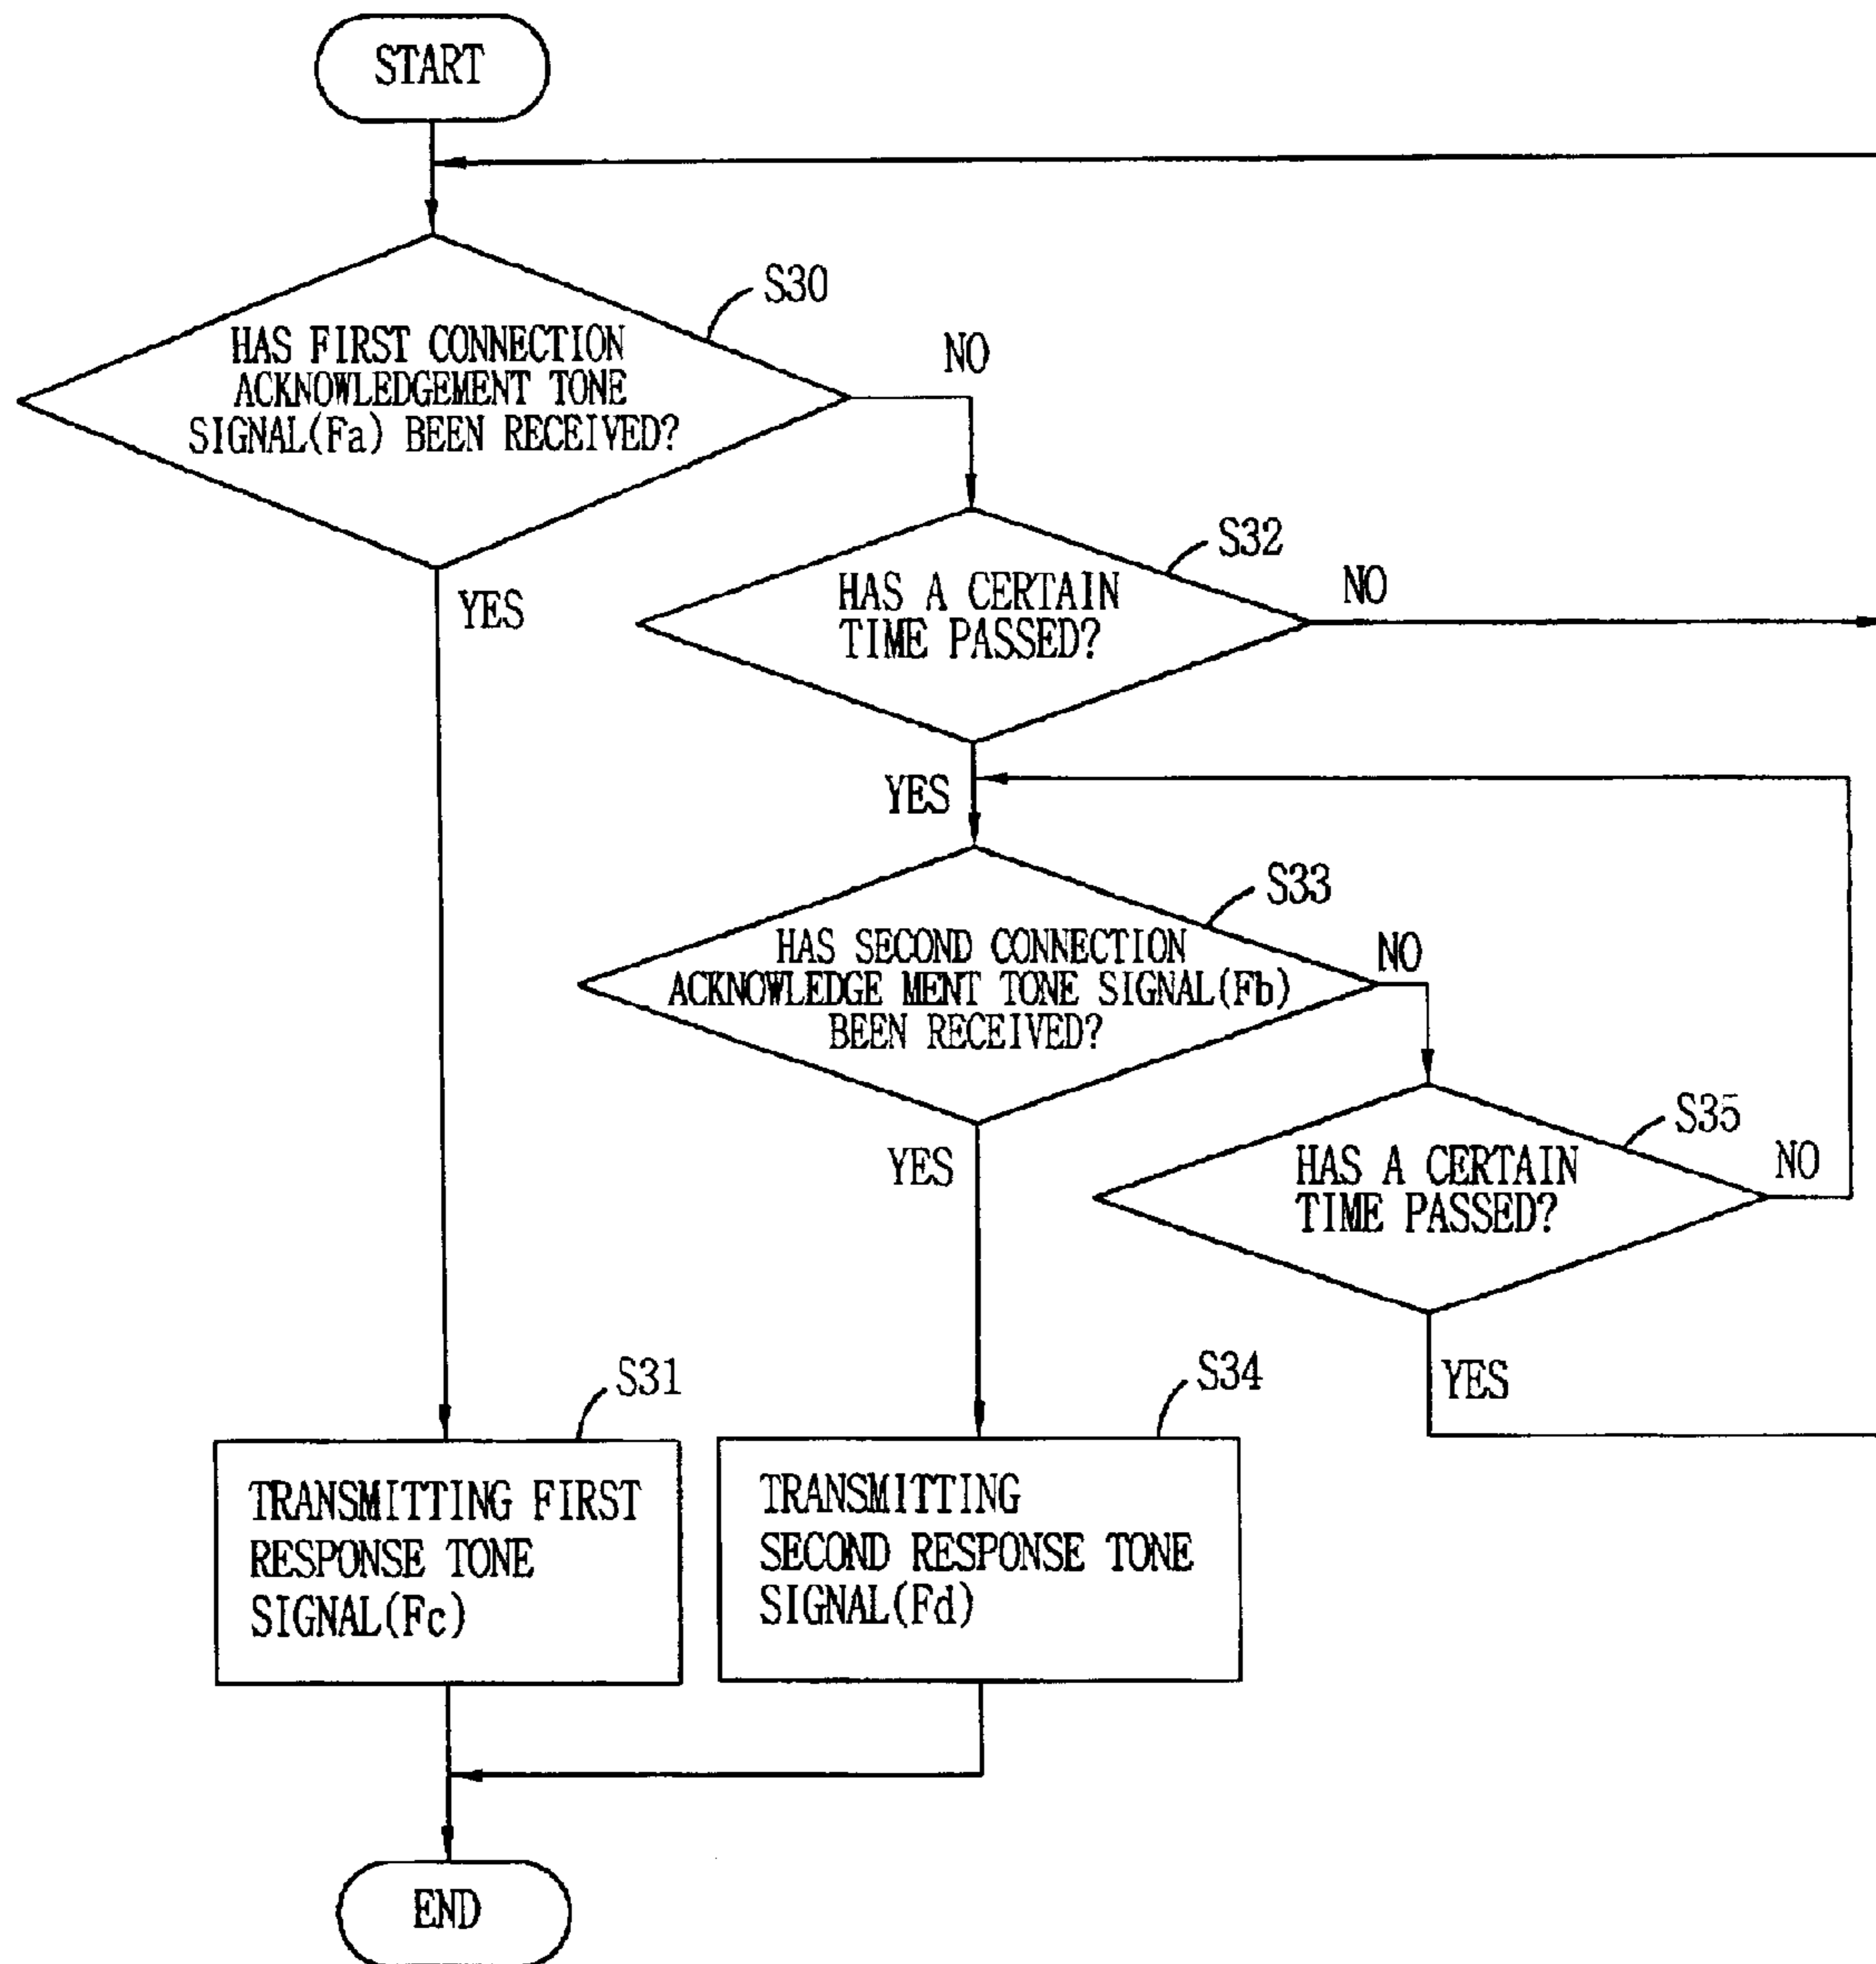 START
S30
HAS FIRST CONNECTION
ACKNOWLEDGEMENT TONE
SIGNAL(Fa) BEEN RECEIVED?
NO
YES
S32
HAS A CERTAIN
TIME PASSED?
NO
YES
S33
HAS SECOND CONNECTION
ACKNOWLEDGE MENT TONE SIGNAL(Fb)
BEEN RECEIVED?
NO
YES
S35
HAS A CERTAIN
TIME PASSED?
NO
YES
S31
TRANSMITTING FIRST
RESPONSE TONE
SIGNAL(Fc)
S34
TRANSMITTING
SECOND RESPONSE TONE
SIGNAL(Fd)
END